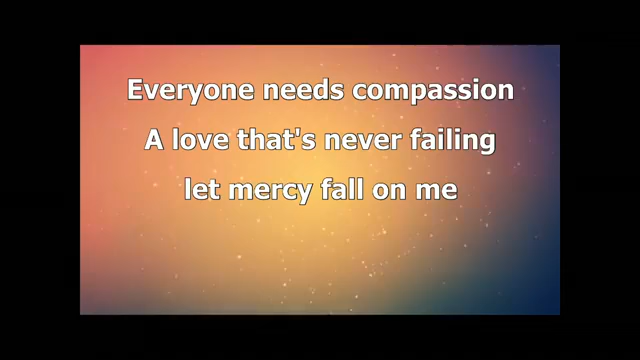 Everyone needs compassion
A love that's never failing
let mercy fall on me